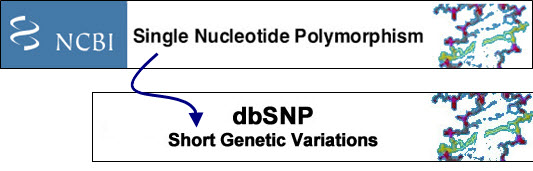 NCBI
Single Nucleotide Polymorphism
dbSNP
Short Genetic Variations